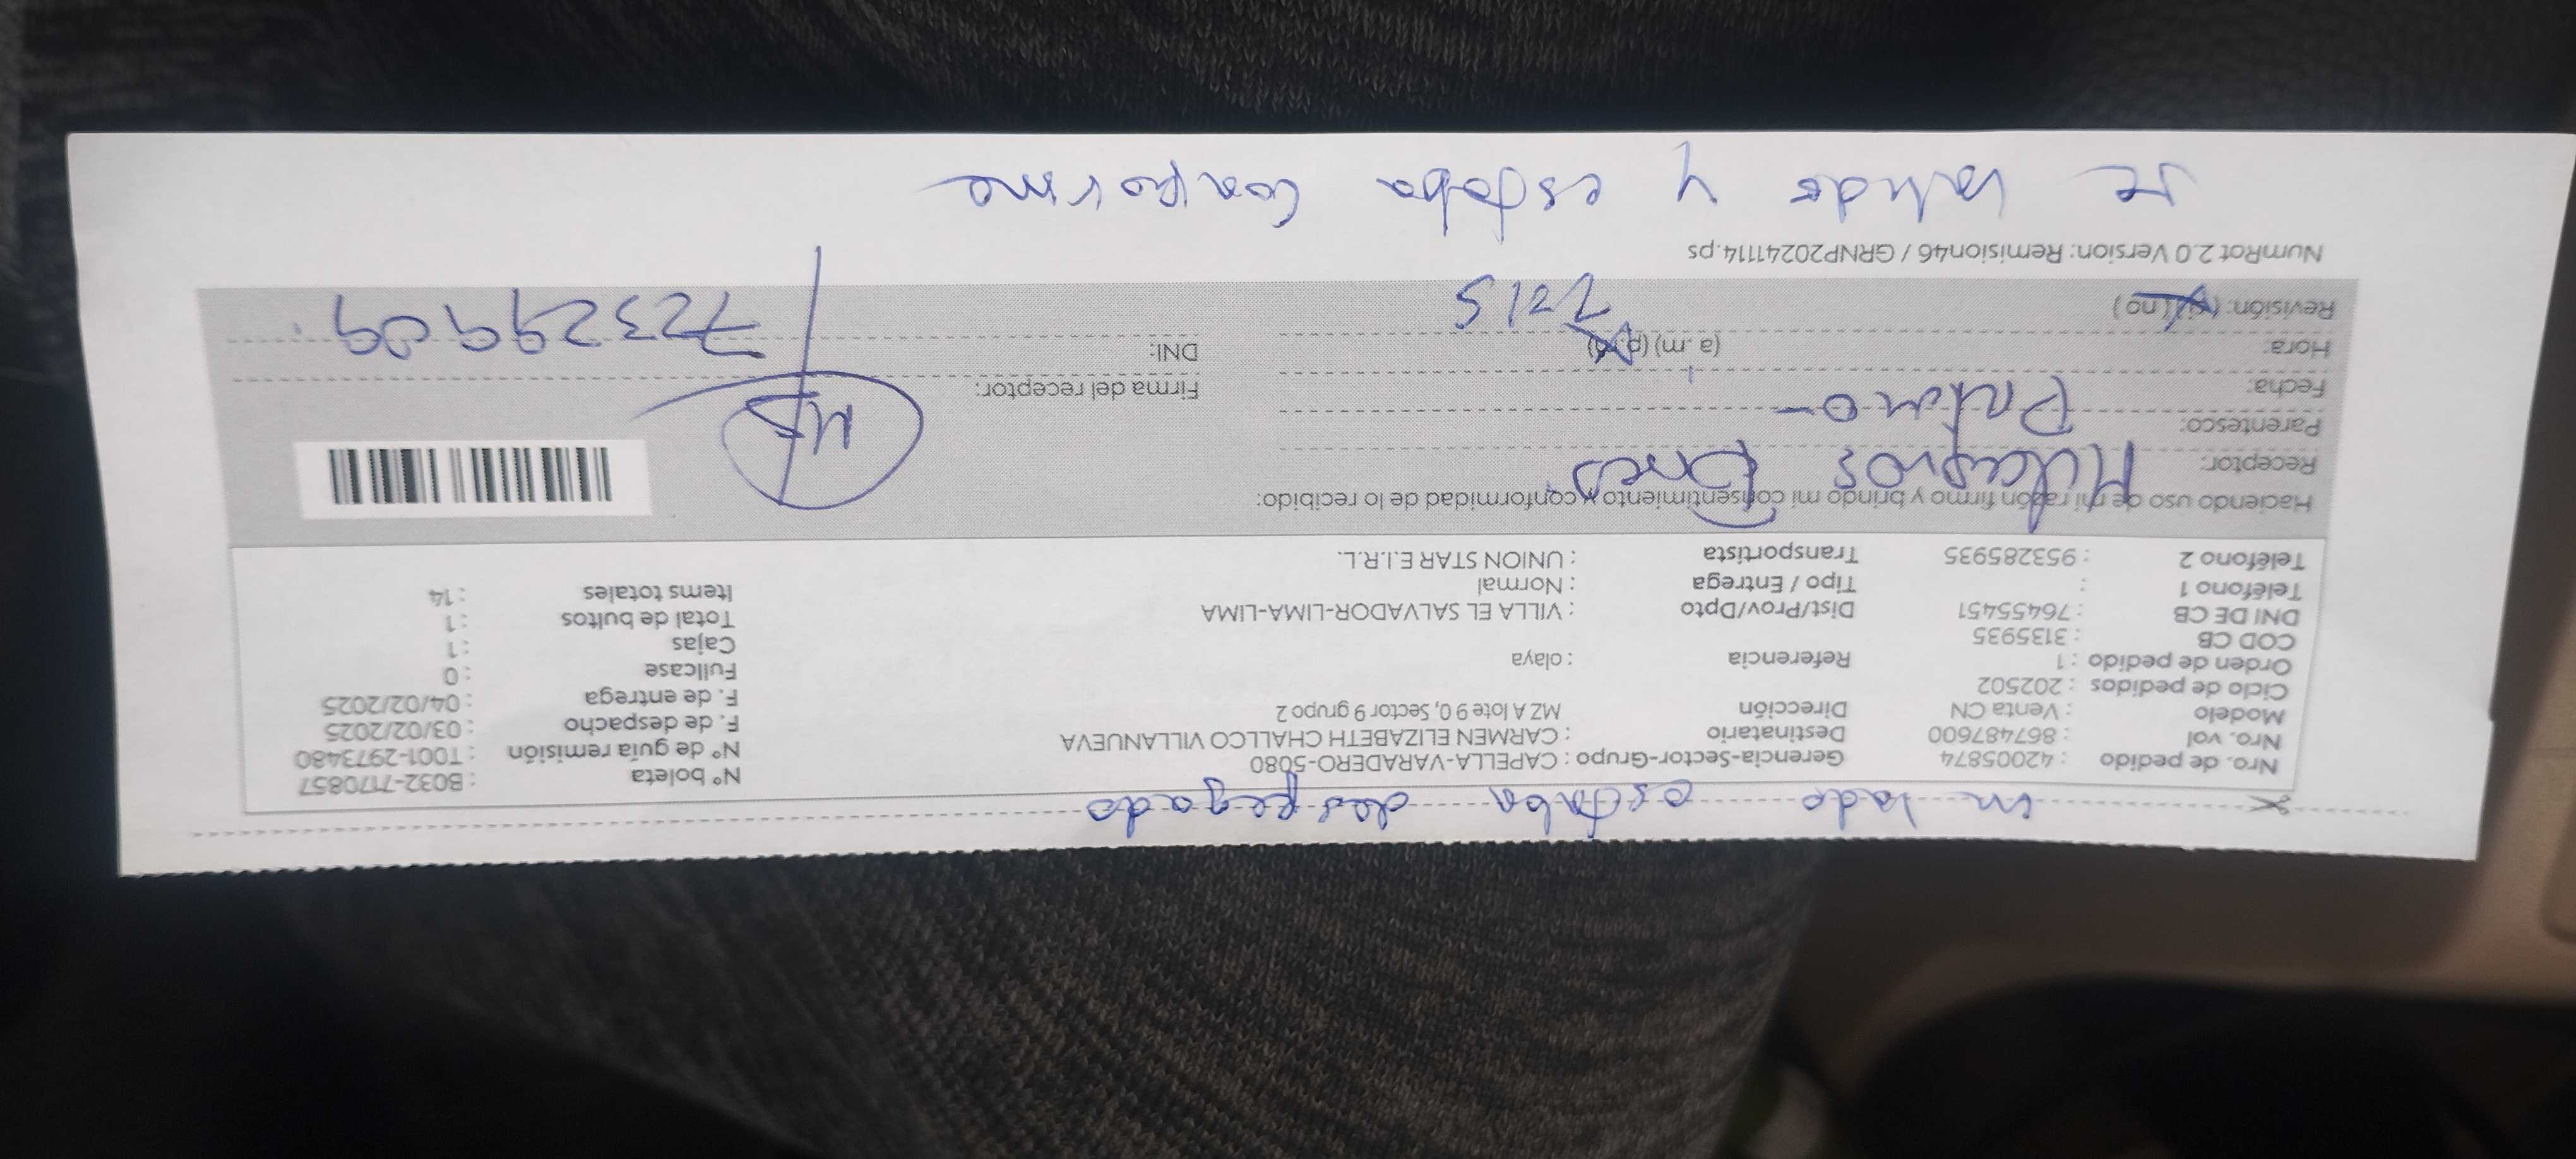 un lado estaba despegado
Nro. de pedido : 42005874 Gerencia-Sector-Grupo : CAPELLA-VARADERO-5080 N° boleta : B032-7170857
Nro. vol : 867487600 Destinatario : CARMEN ELIZABETH CHALLCO VILLANUEVA N° de guía remisión : T001-2973480
Modelo : Venta CN Dirección MZ A lote 9 0, Sector 9 grupo 2 F. de despacho : 03/02/2025
Ciclo de pedidos : 202502 F. de entrega : 04/02/2025
Orden de pedido : 1 Referencia : olaya Fullcase : 0
COD CB : 3135935 Cajas : 1
DNI DE CB : 76455451 Dist/Prov/Dpto : VILLA EL SALVADOR-LIMA-LIMA Total de bultos : 1
Teléfono 1 : Tipo / Entrega : Normal Items totales : 14
Teléfono 2 : 953285935 Transportista : UNION STAR E.I.R.L.
Haciendo uso de mi razón firmo y brindo mi consentimiento y conformidad de lo recibido:
Receptor: Milagros
Parentesco:
Fecha: Firma del receptor:
Hora: (a.m) (p.m) DNI: 72329909
Revisión: (si) (no) 7215
NumRot 2.0 Version: Remision46 / GRNP20241114.ps
se y estaba conforme